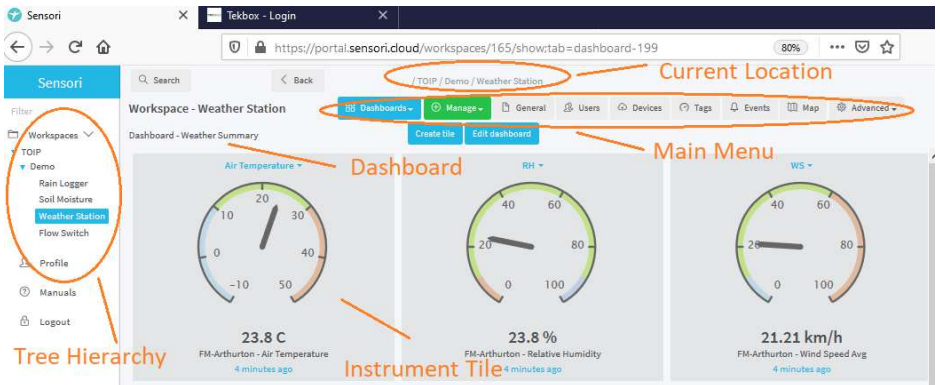 Sensori
Tekbox - Login
https://portal.sensori.cloud/workspaces/165/show;tab=dashboard-199
80%
Sensori
Search
Back
/ TOIP / Demo / Weather Station
Current Location
Filter
Workspace - Weather Station
Dashboards
Manage
General
Users
Devices
Tags
Events
Map
Advanced
Workspaces
Dashboard - Weather Summary
Create tile
Edit dashboard
Main Menu
TOIP
Demo
Rain Logger
Soil Moisture
Weather Station
Flow Switch
Profile
Manuals
Logout
Tree Hierarchy
Dashboard
Air Temperature
-10
0
10
20
30
40
50
23.8 C
FM-Arthurton - Air Temperature
4 minutes ago
Instrument Tile
RH
0
20
40
60
80
100
23.8 %
FM-Arthurton - Relative Humidity
4 minutes ago
WS
0
20
40
60
80
100
21.21 km/h
FM-Arthurton - Wind Speed Avg
4 minutes ago